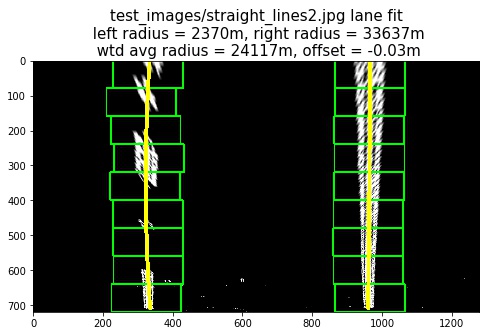 test_images/straight_lines2.jpg lane fit
left radius = 2370m, right radius = 33637m
wtd avg radius = 24117m, offset = -0.03m
0
100
200
300
400
500
600
700
0 200 400 600 800 1000 1200